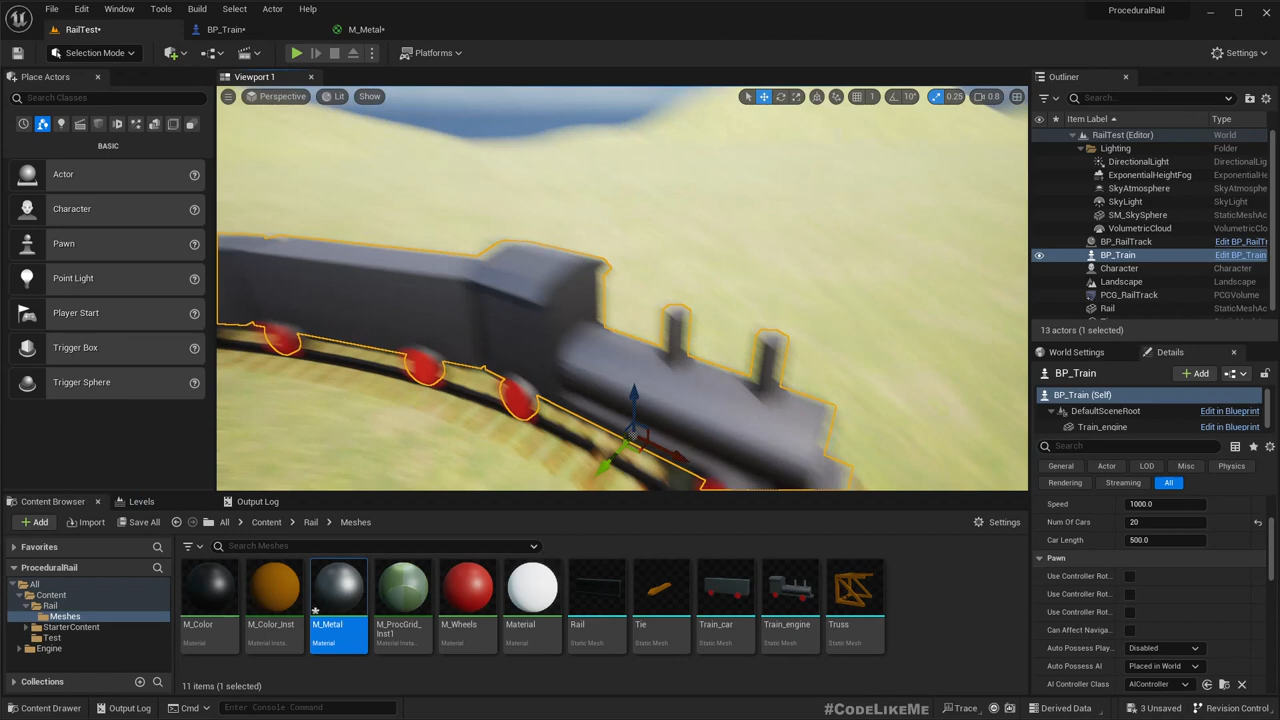 File Edit Window Tools Build Select Actor Help
ProceduralRail
RailTest•
BP_Train•
M_Metal•
Selection Mode
Platforms
Settings
Place Actors
Search Classes
BASIC
Actor
Character
Pawn
Point Light
Player Start
Trigger Box
Trigger Sphere
Viewport 1
Perspective Lit Show
1 10° 0.25 0.8
Outliner
Search...
Item Label Type
RailTest (Editor) World
Lighting Folder
DirectionalLight DirectionalLig
ExponentialHeightFog ExponentialHe
SkyAtmosphere SkyAtmosphere
SkyLight SkyLight
SM_SkySphere StaticMeshAc
VolumetricCloud VolumetricClou
BP_RailTrack Edit BP_RailT
BP_Train Edit BP_Train
Character Character
Landscape Landscape
PCG_RailTrack PCGVolume
Rail StaticMeshAc
13 actors (1 selected)
World Settings Details
BP_Train
Add
BP_Train (Self)
DefaultSceneRoot Edit in Blueprint
Train_engine Edit in Blueprint
Search
General Actor LOD Misc Physics
Rendering Streaming All
Speed 1000.0
Num Of Cars 20
Car Length 500.0
Pawn
Use Controller Rot
Use Controller Rot
Use Controller Rot
Can Affect Naviga
Auto Possess Play Disabled
Auto Possess AI Placed in World
AI Controller Class AIController
Content Browser Levels Output Log
Add Import Save All All Content Rail Meshes Settings
Favorites
ProceduralRail
All
Content
Rail
Meshes
StarterContent
Test
Engine
Collections
Search Meshes
M_Color
Material
M_Color_Inst
Material Insta
M_Metal
Material
M_ProcGrid_
Inst1
Material Insta
M_Wheels
Material
Material
Material
Rail
Static Mesh
Tie
Static Mesh
Train_car
Static Mesh
Train_engine
Static Mesh
Truss
Static Mesh
11 items (1 selected)
Content Drawer Output Log Cmd Enter Console Command
#CodeLikeMe
Trace Derived Data 3 Unsaved Revision Control